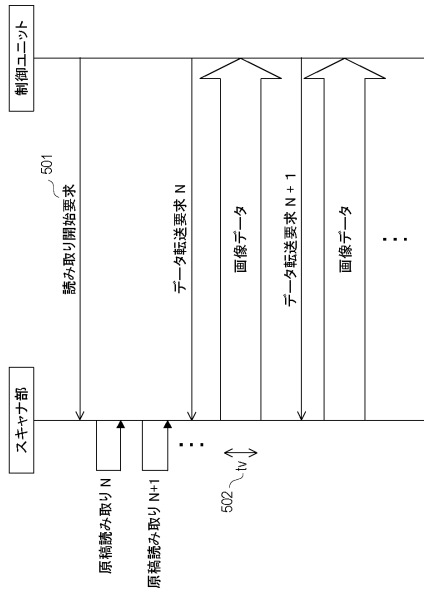 スキャナ部
制御ユニット
読み取り開始要求
501
原稿読み取り N
原稿読み取り N+1
データ転送要求 N
画像データ
502
tv
データ転送要求 N + 1
画像データ